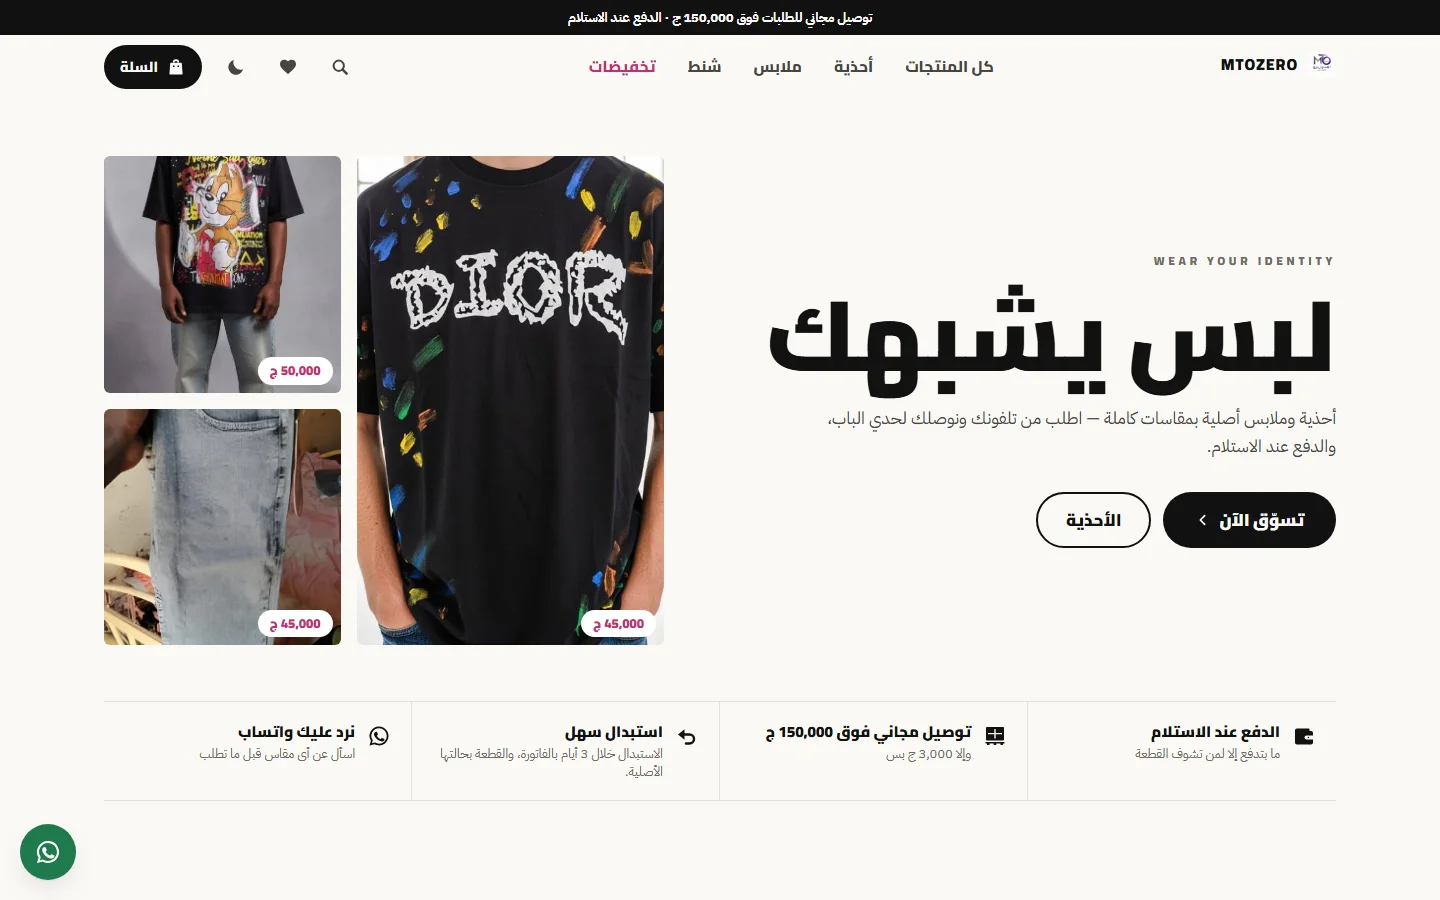 توصيل مجاني للطلبات فوق 150,000 ج · الدفع عند الاستلام
MTOZERO
كل المنتجات
أحذية
ملابس
شنط
تخفيضات
السلة
WEAR YOUR IDENTITY
لبس يشبهك
أحذية وملابس أصلية بمقاسات كاملة — اطلب من تلفونك ونوصلك لحدي الباب،
والدفع عند الاستلام.
تسوّق الآن
الأحذية
DIOR
45,000 ج
50,000 ج
45,000 ج
الدفع عند الاستلام
ما بتدفع إلا لمن تشوف القطعة
توصيل مجاني فوق 150,000 ج
وإلا 3,000 ج بس
استبدال سهل
الاستبدال خلال 3 أيام بالفاتورة، والقطعة بحالتها
الأصلية.
نرد عليك واتساب
اسأل عن أي مقاس قبل ما تطلب